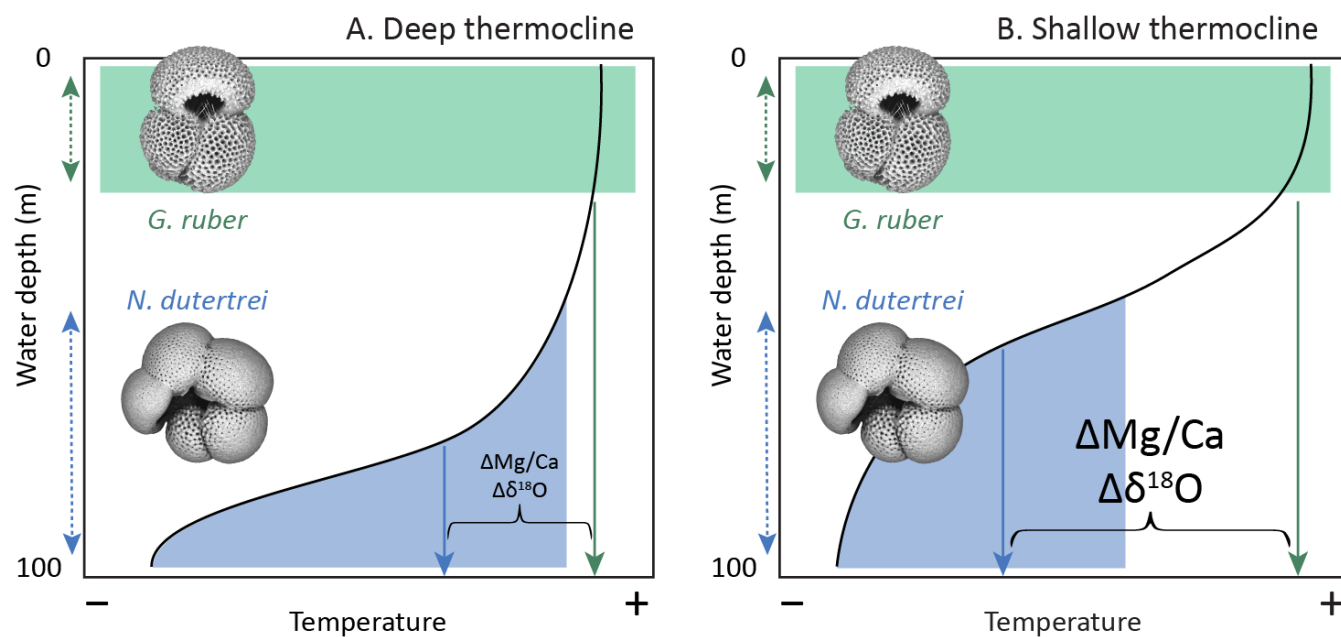 A. Deep thermocline
0
Water depth (m)
G. ruber
N. dutertrei
ΔMg/Ca
Δδ¹⁸O
100
−
Temperature
+
B. Shallow thermocline
0
Water depth (m)
G. ruber
N. dutertrei
ΔMg/Ca
Δδ¹⁸O
100
−
Temperature
+